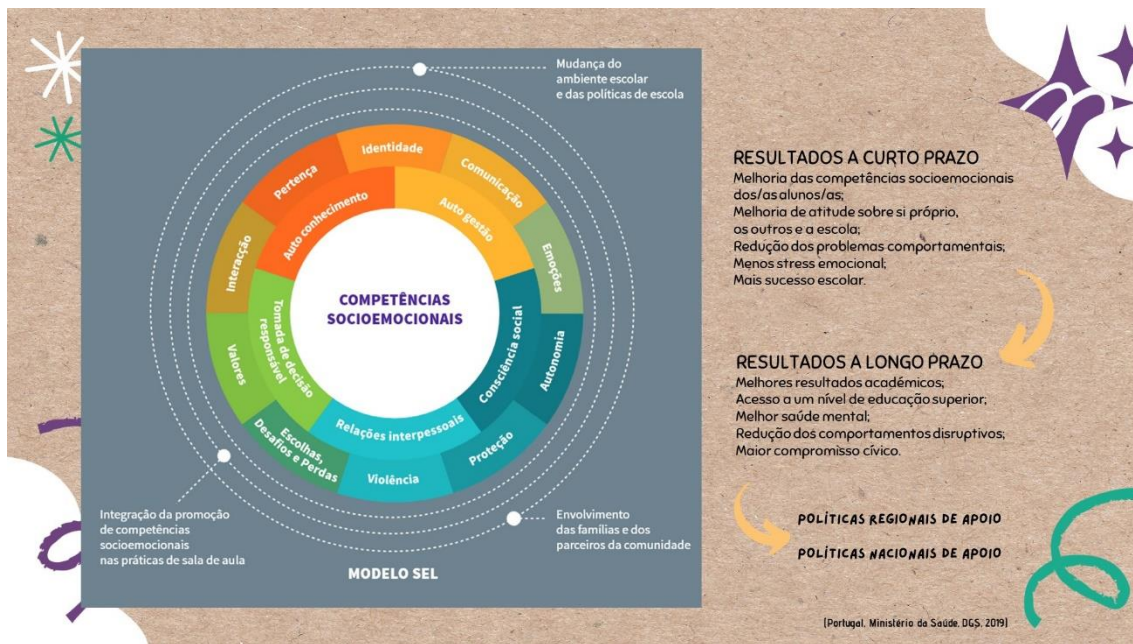 Mudança do
ambiente escolar
e das políticas de escola
Identidade
Comunicação
Emoções
Autonomia
Proteção
Violência
Escolhas,
Desafios e Perdas
Valores
Interacção
Pertença
Auto conhecimento
Auto gestão
Consciência social
Relações interpessoais
Tomada de decisão
responsável
COMPETÊNCIAS
SOCIOEMOCIONAIS
Integração da promoção
de competências
socioemocionais
nas práticas de sala de aula
Envolvimento
das famílias e dos
parceiros da comunidade
MODELO SEL
RESULTADOS A CURTO PRAZO
Melhoria das competências socioemocionais
dos/as alunos/as;
Melhoria de atitude sobre si próprio,
os outros e a escola;
Redução dos problemas comportamentais;
Menos stress emocional;
Mais sucesso escolar.
RESULTADOS A LONGO PRAZO
Melhores resultados académicos;
Acesso a um nível de educação superior;
Melhor saúde mental;
Redução dos comportamentos disruptivos;
Maior compromisso cívico.
POLÍTICAS REGIONAIS DE APOIO
POLÍTICAS NACIONAIS DE APOIO
(Portugal, Ministério da Saúde, DGS, 2019)